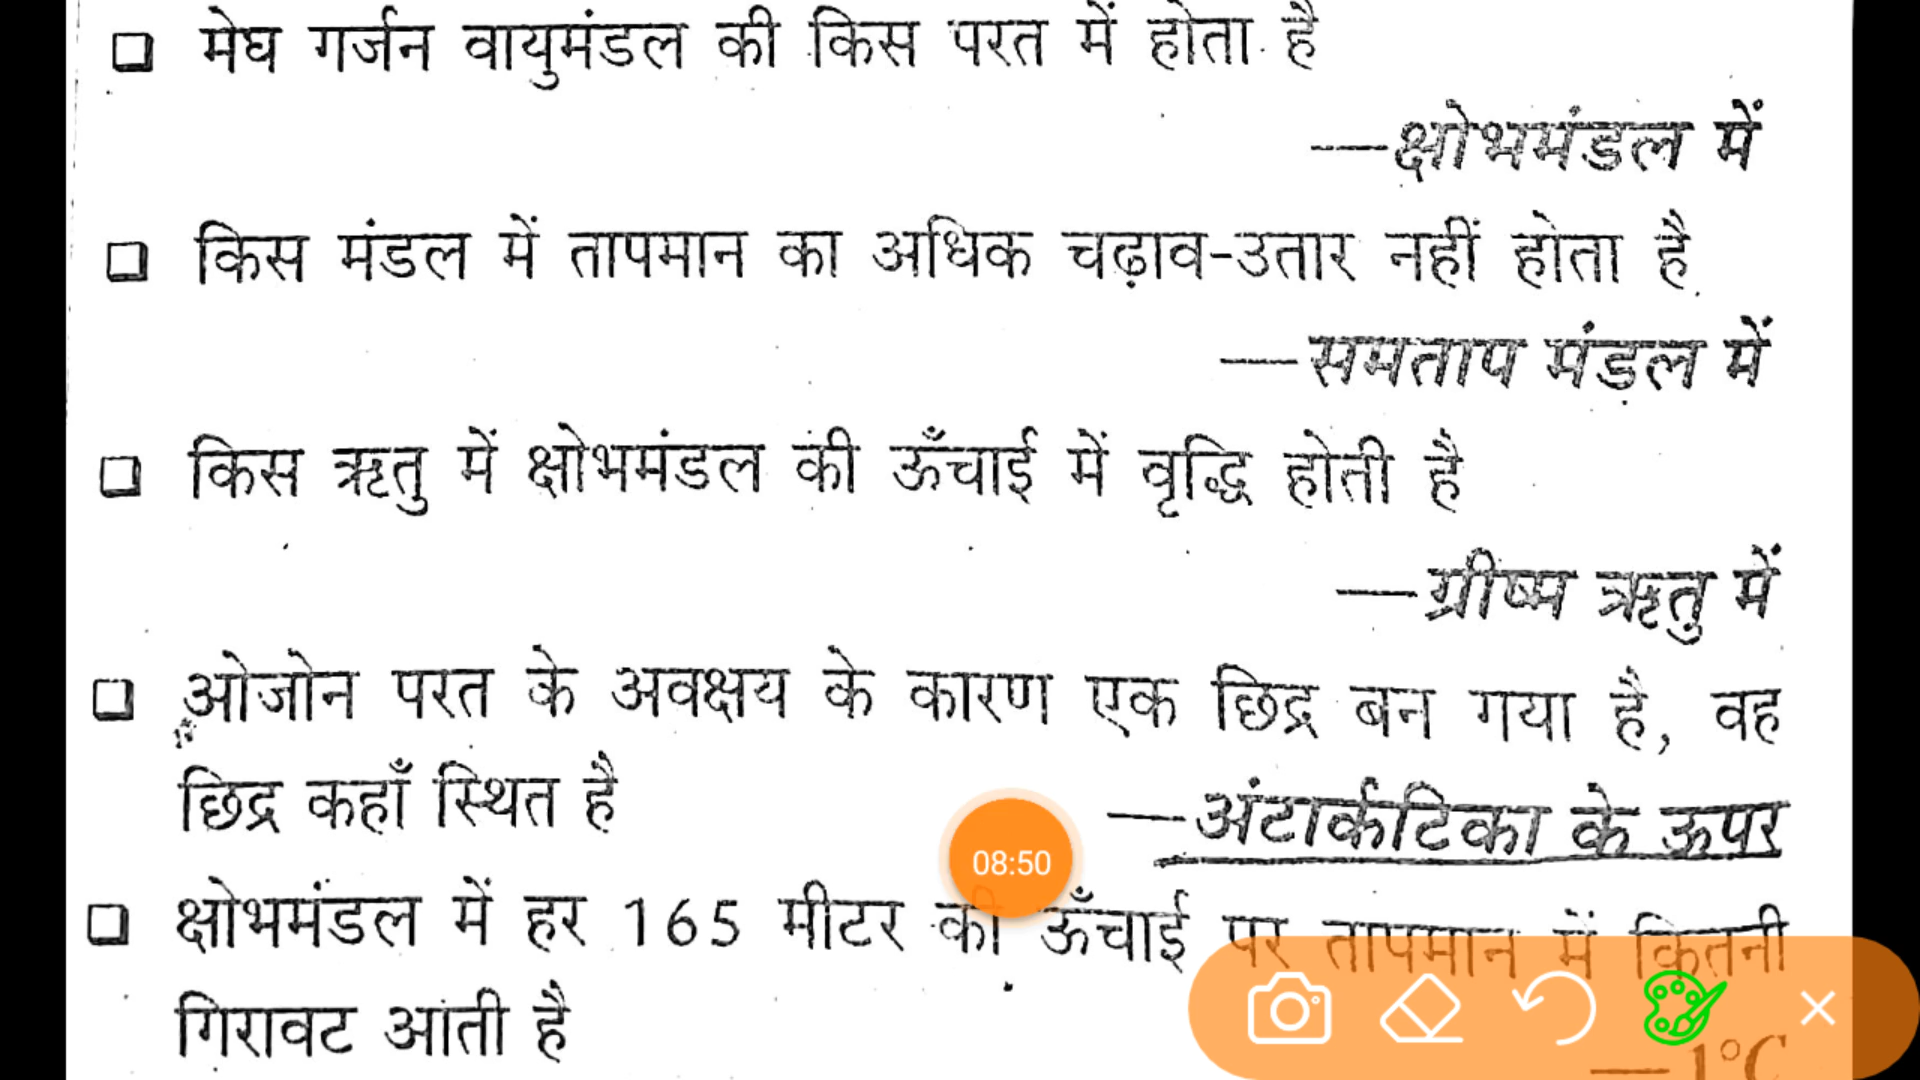 मेघ गर्जन वायुमंडल की किस परत में होता है
—क्षोभमंडल में
किस मंडल में तापमान का अधिक चढ़ाव-उतार नहीं होता है
—समताप मंड़ल में
किस ऋतु में क्षोभमंडल की ऊँचाई में वृद्धि होती है
—ग्रीष्म ऋतु में
ओजोन परत के अवक्षय के कारण एक छिद्र बन गया है, वह
छिद्र कहाँ स्थित है —अंटार्कटिका के ऊपर
08:50
क्षोभमंडल में हर 165 मीटर की ऊँचाई पर तापमान में कितनी
गिरावट आती है
—1°C